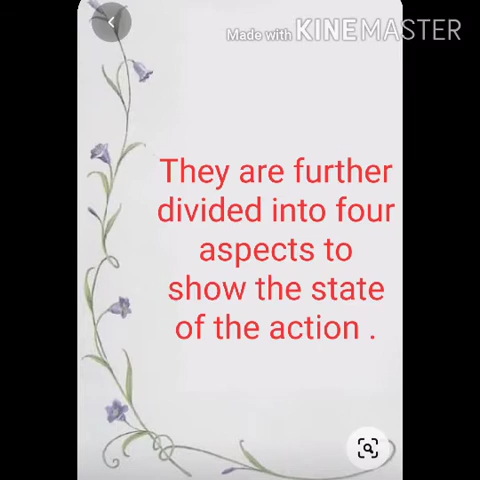 Made with KINEMASTER
They are further
divided into four
aspects to
show the state
of the action .